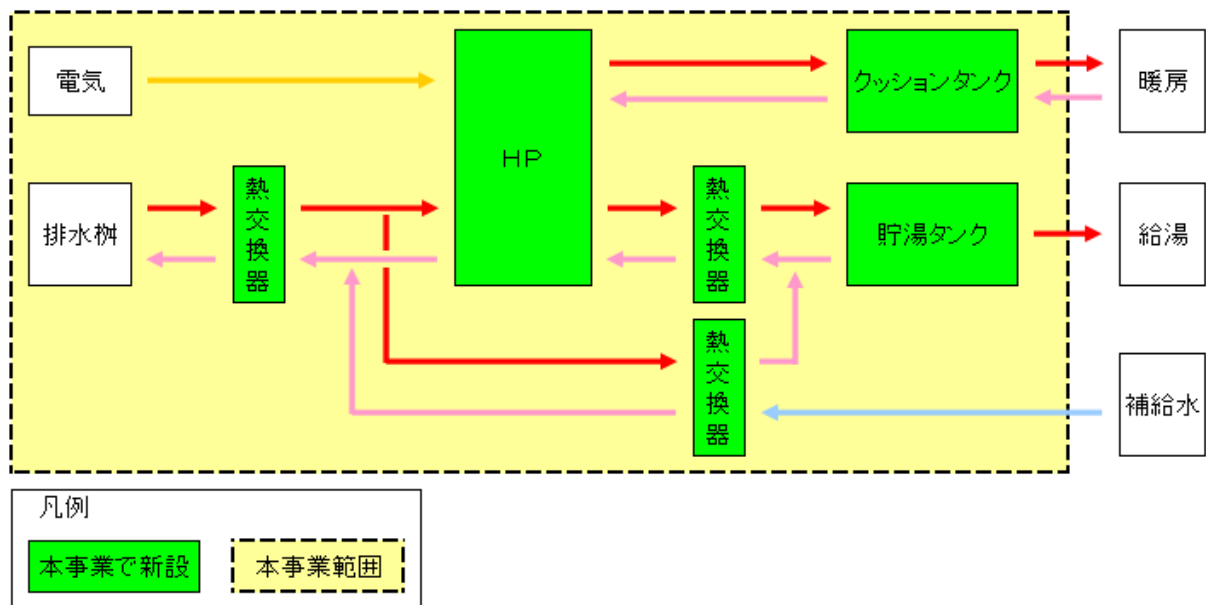 電気
HP
クッションタンク
暖房
排水桝
熱交換器
熱交換器
貯湯タンク
給湯
熱交換器
補給水
凡例
本事業で新設
本事業範囲